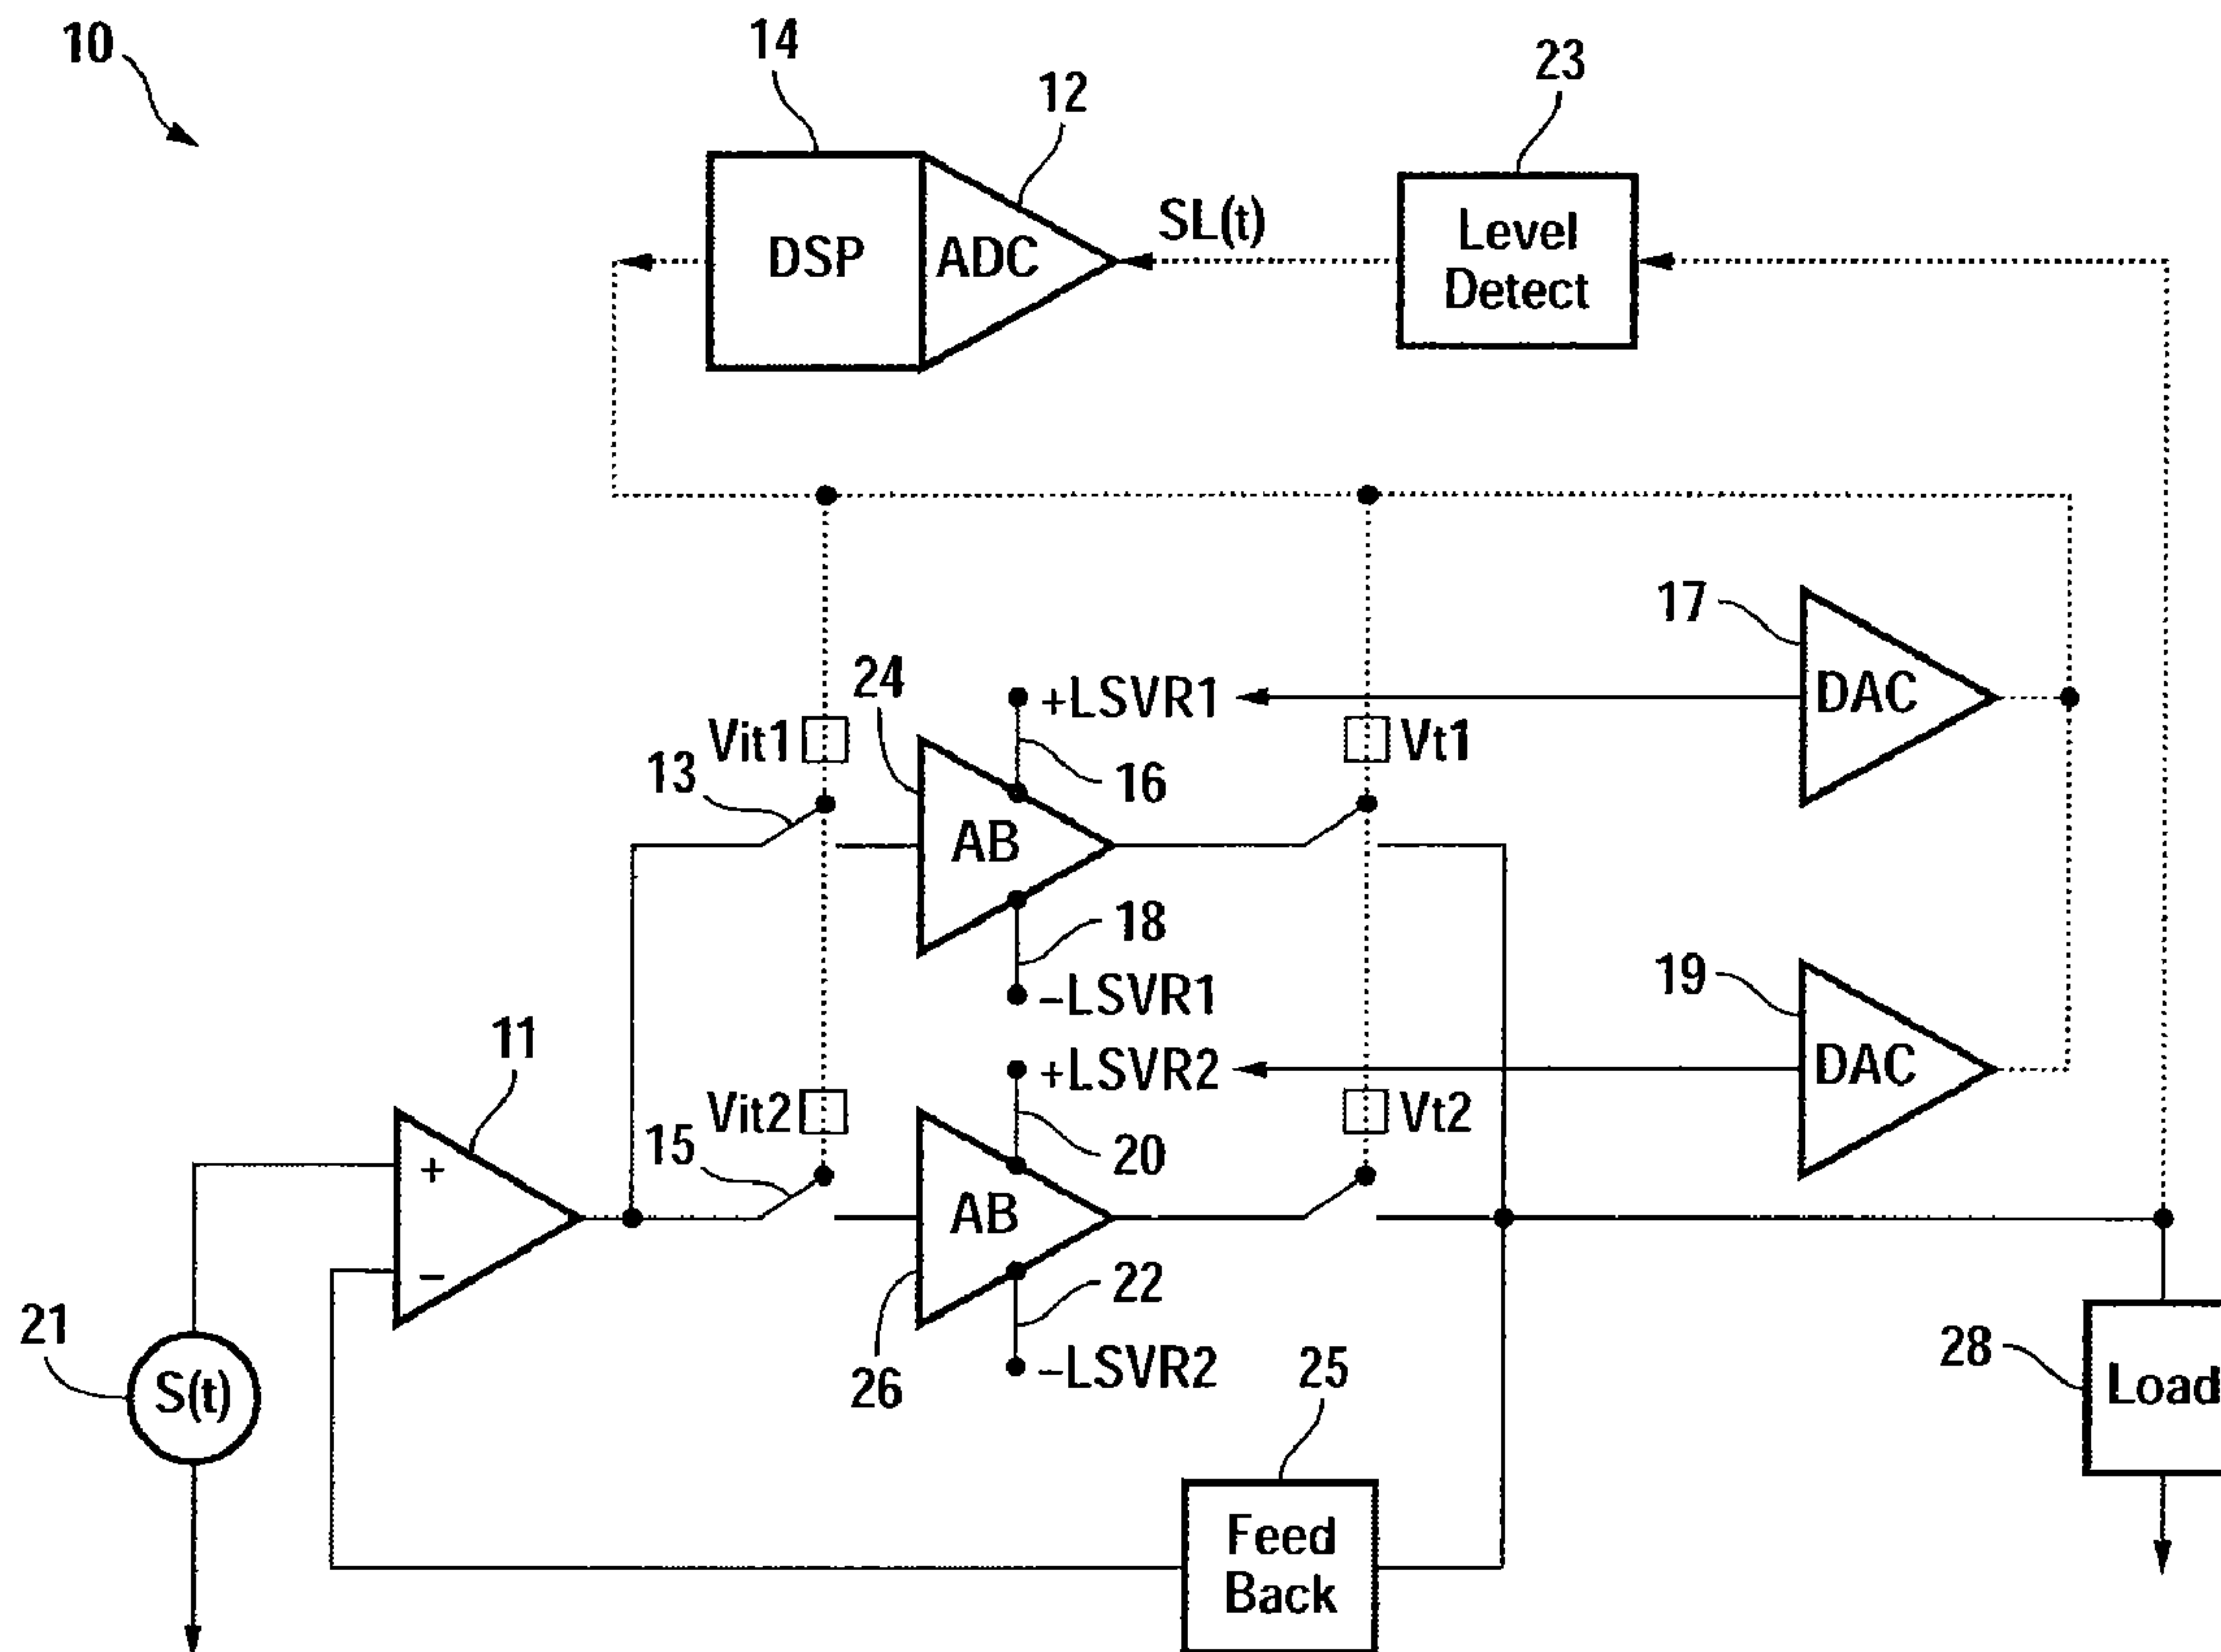 10
14
12
23
DSP
ADC
SL(t)
Level
Detect
17
DAC
24
+LSVR1
Vit1
Vt1
13
16
AB
18
–LSVR1
19
DAC
11
+LSVR2
Vit2
Vt2
15
20
+
AB
–
22
21
26
–LSVR2
25
28
S(t)
Load
Feed
Back